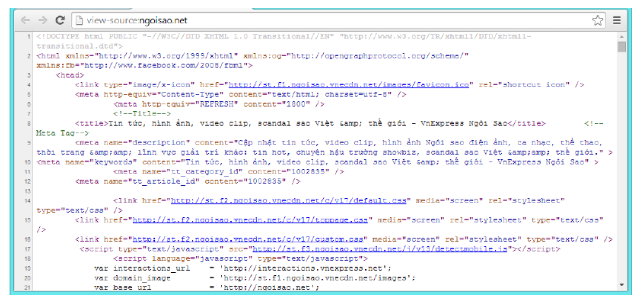 view-source:ngoisao.net
1 <!DOCTYPE html PUBLIC "-//W3C//DTD XHTML 1.0 Transitional//EN" "http://www.w3.org/TR/xhtml1/DTD/xhtml1-
transitional.dtd">
2 <html xmlns="http://www.w3.org/1999/xhtml" xmlns:og="http://opengraphprotocol.org/schema/"
xmlns:fb="http://www.facebook.com/2008/fbml">
3 <head>
4 <link type="image/x-icon" href="http://st.f1.ngoisao.vnecdn.net/images/favicon.ico" rel="shortcut icon" />
5 <meta http-equiv="Content-Type" content="text/html; charset=utf-8" />
6 <meta http-equiv="REFRESH" content="1800" />
7 <!--Title-->
8 <title>Tin tức, hình ảnh, video clip, scandal sao Việt &amp; thế giới - VnExpress Ngôi Sao</title> <!--
Meta Tag-->
9 <meta name="description" content="Cập nhật tin tức, video clip, hình ảnh Ngôi sao điện ảnh, ca nhạc, thể thao,
thời trang &amp;amp; lĩnh vực giải trí khác: tin hot, chuyện hậu trường showbiz, scandal sao Việt &amp;amp; thế giới." >
10 <meta name="keywords" content="Tin tức, hình ảnh, video clip, scandal sao Việt &amp; thế giới - VnExpress Ngôi Sao" >
11 <meta name="tt_category_id" content="1002835" />
12 <meta name="tt_article_id" content="1002835" />
13
14 <link href="http://st.f2.ngoisao.vnecdn.net/c/v17/default.css" media="screen" rel="stylesheet"
type="text/css" />
15 <link href="http://st.f2.ngoisao.vnecdn.net/c/v17/toppage.css" media="screen" rel="stylesheet" type="text/css"
/>
16 <link href="http://st.f2.ngoisao.vnecdn.net/c/v17/custom.css" media="screen" rel="stylesheet" type="text/css" />
17 <script type="text/javascript" src="http://st.f3.ngoisao.vnecdn.net/j/v13/detectmobile.js"></script>
18 <script language="javascript" type="text/javascript">
19 var interactions_url = 'http://interactions.vnexpress.net';
20 var domain_image = 'http://st.f1.ngoisao.vnecdn.net/images';
21 var base_url = 'http://ngoisao.net';